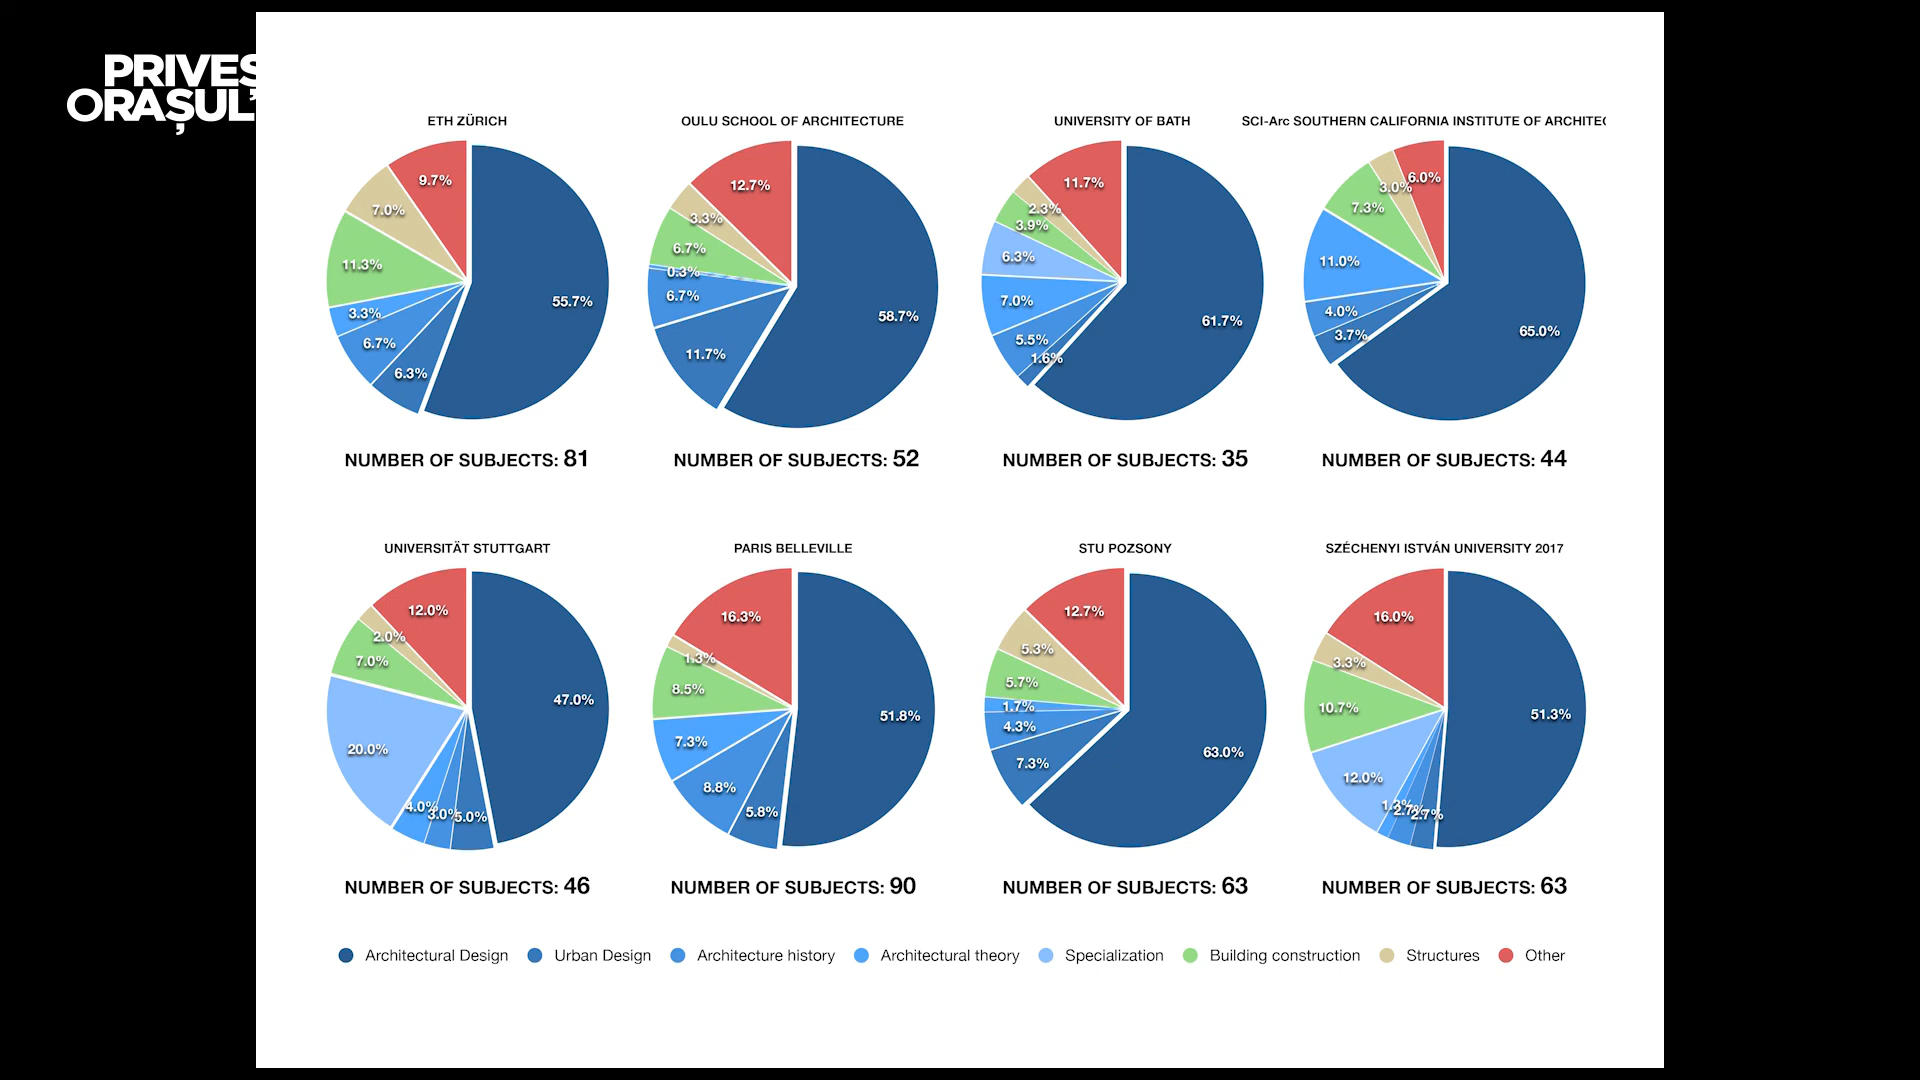 PRIVEȘ
ORAȘUL'
ETH ZÜRICH
9.7%
7.0%
11.3%
3.3%
6.7%
6.3%
55.7%
NUMBER OF SUBJECTS: 81
OULU SCHOOL OF ARCHITECTURE
12.7%
3.3%
6.7%
0.3%
6.7%
11.7%
58.7%
NUMBER OF SUBJECTS: 52
UNIVERSITY OF BATH
11.7%
2.3%
3.9%
6.3%
7.0%
5.5%
1.6%
61.7%
NUMBER OF SUBJECTS: 35
SCI-Arc SOUTHERN CALIFORNIA INSTITUTE OF ARCHITEC
6.0%
3.0%
7.3%
11.0%
4.0%
3.7%
65.0%
NUMBER OF SUBJECTS: 44
UNIVERSITÄT STUTTGART
12.0%
2.0%
7.0%
20.0%
4.0%
3.0%
5.0%
47.0%
NUMBER OF SUBJECTS: 46
PARIS BELLEVILLE
16.3%
1.3%
8.5%
7.3%
8.8%
5.8%
51.8%
NUMBER OF SUBJECTS: 90
STU POZSONY
12.7%
5.3%
5.7%
1.7%
4.3%
7.3%
63.0%
NUMBER OF SUBJECTS: 63
SZÉCHENYI ISTVÁN UNIVERSITY 2017
16.0%
3.3%
10.7%
12.0%
1.3%
2.7%
2.7%
51.3%
NUMBER OF SUBJECTS: 63
Architectural Design
Urban Design
Architecture history
Architectural theory
Specialization
Building construction
Structures
Other